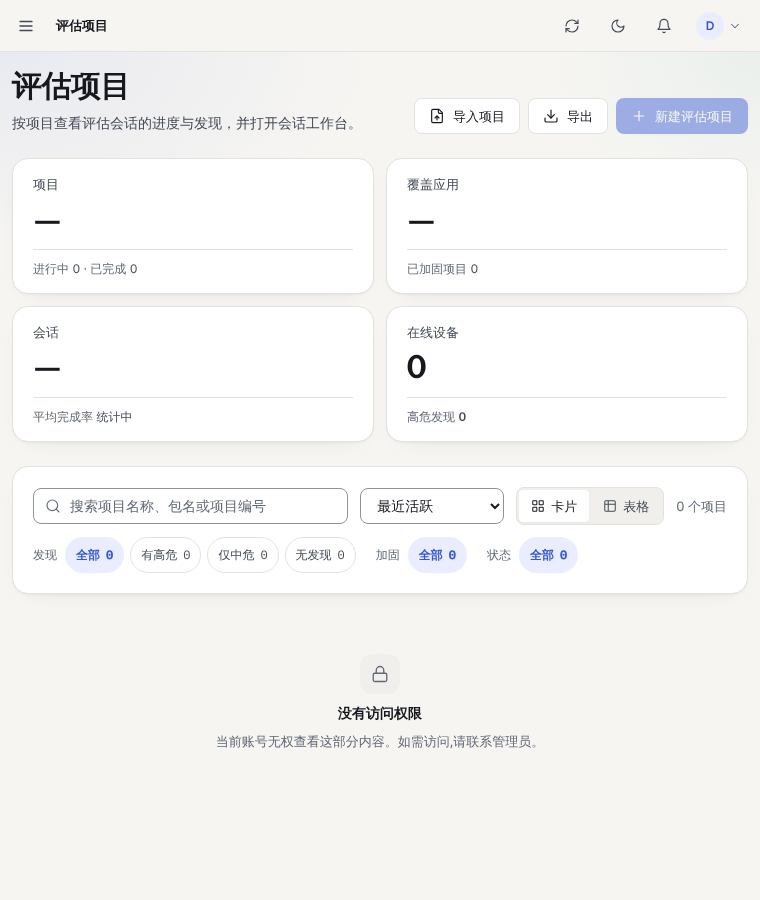 评估项目
D
评估项目
按项目查看评估会话的进度与发现，并打开会话工作台。
导入项目
导出
新建评估项目
项目
—
进行中 0 · 已完成 0
覆盖应用
—
已加固项目 0
会话
—
平均完成率 统计中
在线设备
0
高危发现 0
搜索项目名称、包名或项目编号
最近活跃
卡片
表格
0 个项目
发现 全部 0 有高危 0 仅中危 0 无发现 0 加固 全部 0 状态 全部 0
没有访问权限
当前账号无权查看这部分内容。如需访问,请联系管理员。